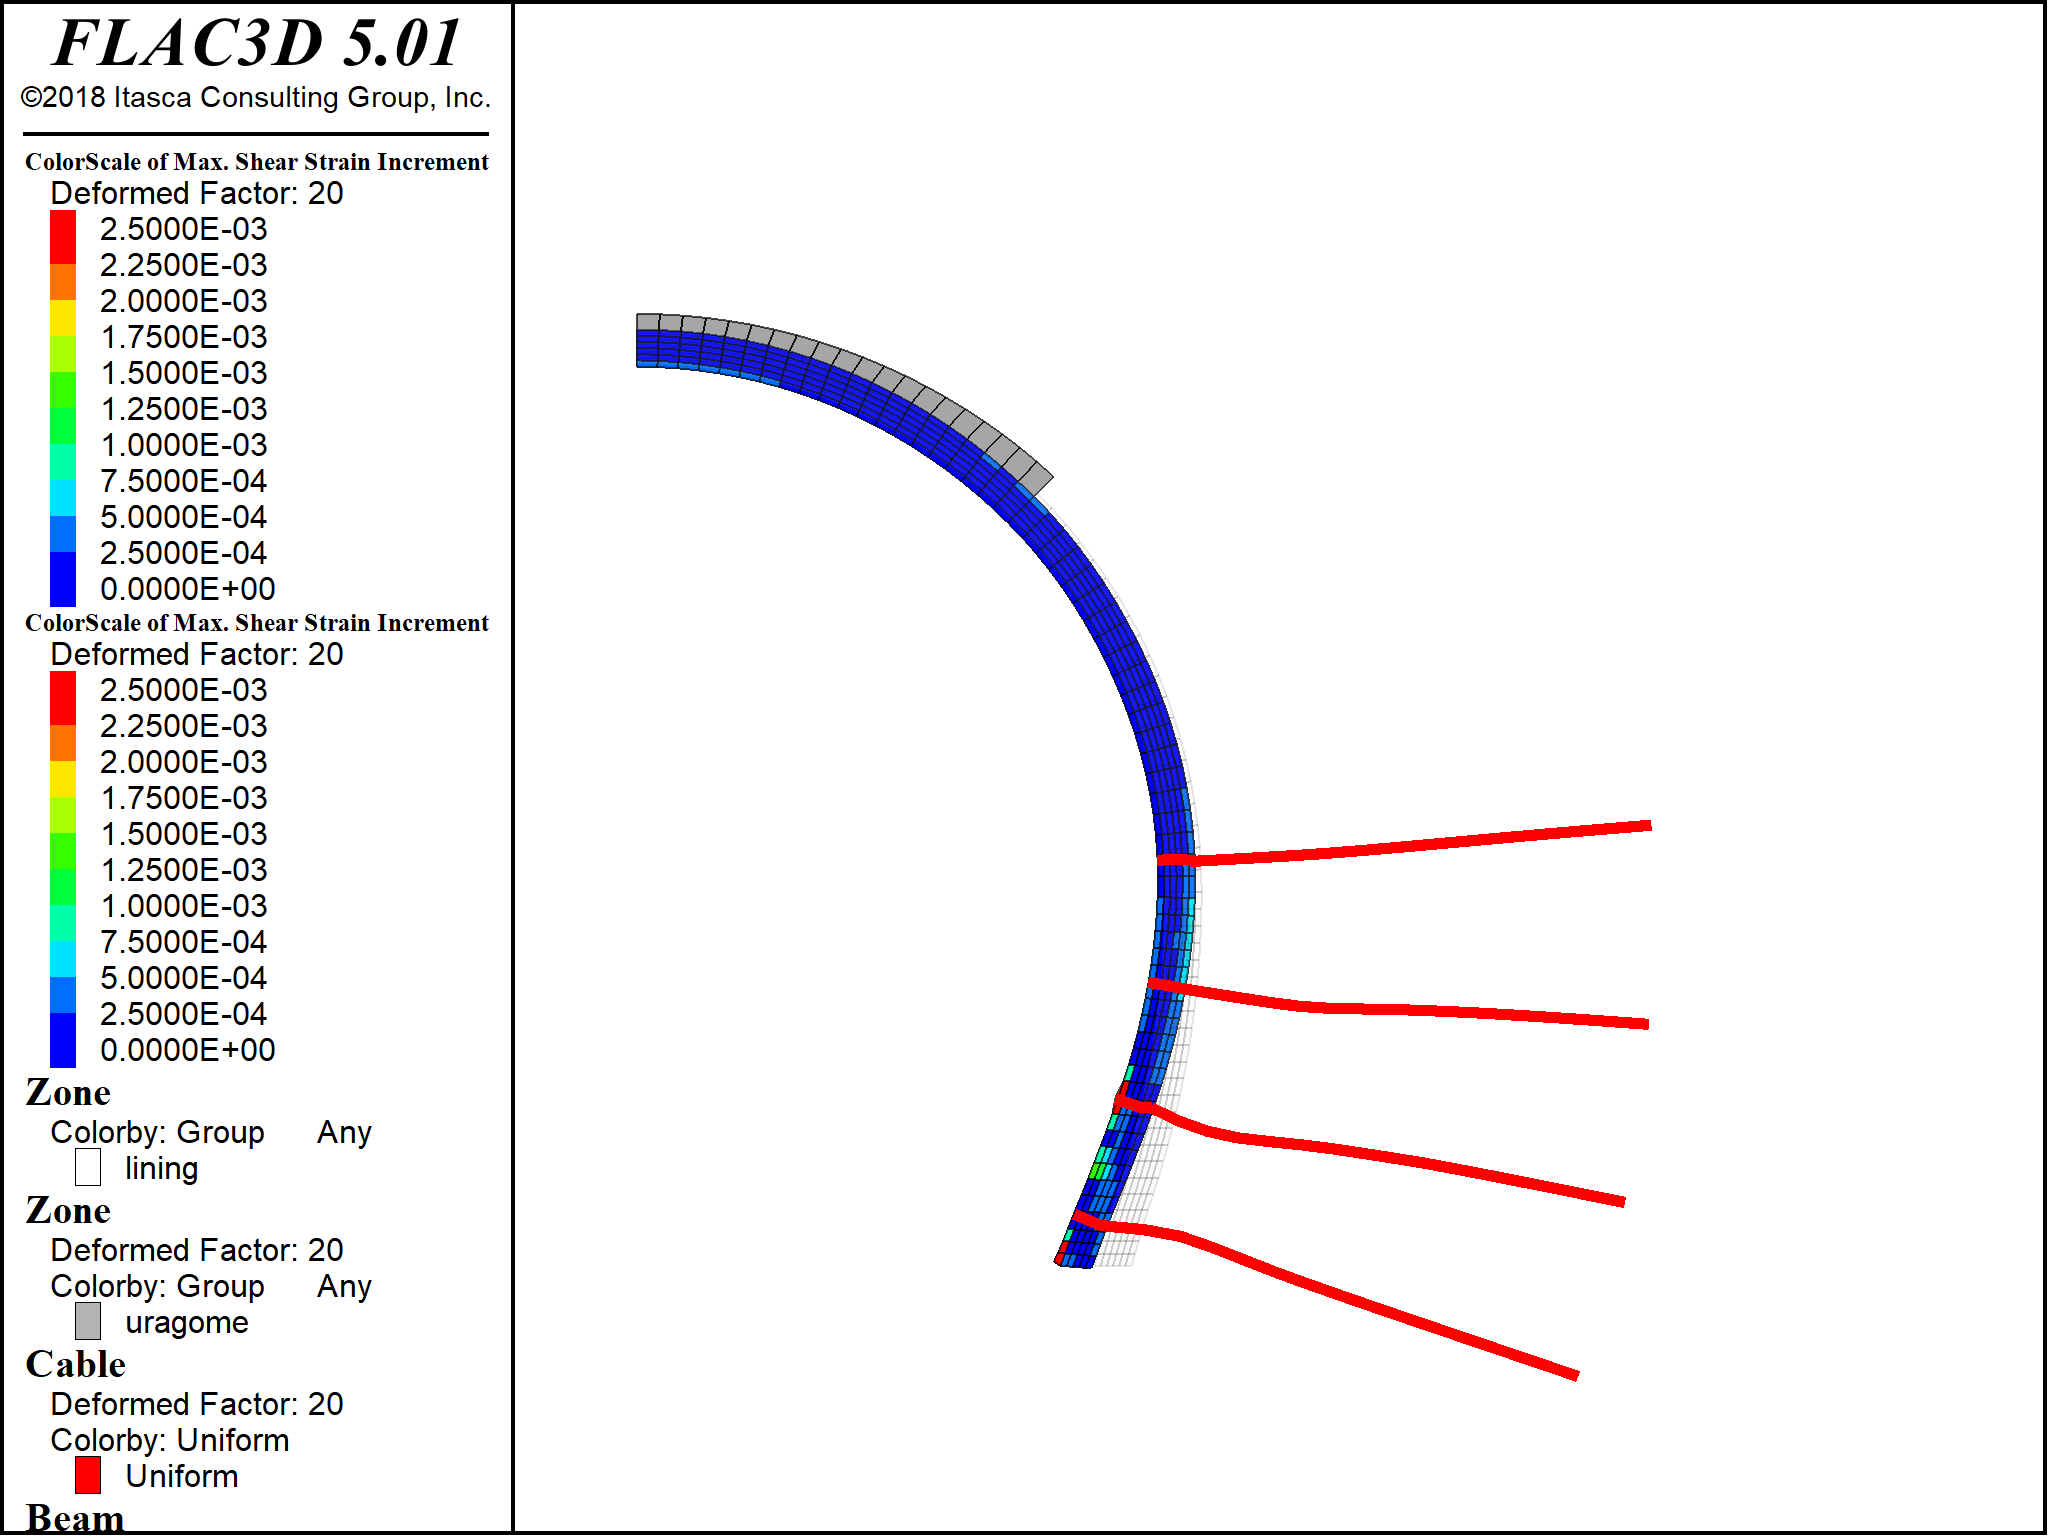 FLAC3D 5.01
©2018 Itasca Consulting Group, Inc.
ColorScale of Max. Shear Strain Increment
Deformed Factor: 20
2.5000E-03
2.2500E-03
2.0000E-03
1.7500E-03
1.5000E-03
1.2500E-03
1.0000E-03
7.5000E-04
5.0000E-04
2.5000E-04
0.0000E+00
ColorScale of Max. Shear Strain Increment
Deformed Factor: 20
2.5000E-03
2.2500E-03
2.0000E-03
1.7500E-03
1.5000E-03
1.2500E-03
1.0000E-03
7.5000E-04
5.0000E-04
2.5000E-04
0.0000E+00
Zone
Colorby: Group Any
lining
Zone
Deformed Factor: 20
Colorby: Group Any
uragome
Cable
Deformed Factor: 20
Colorby: Uniform
Uniform
Beam